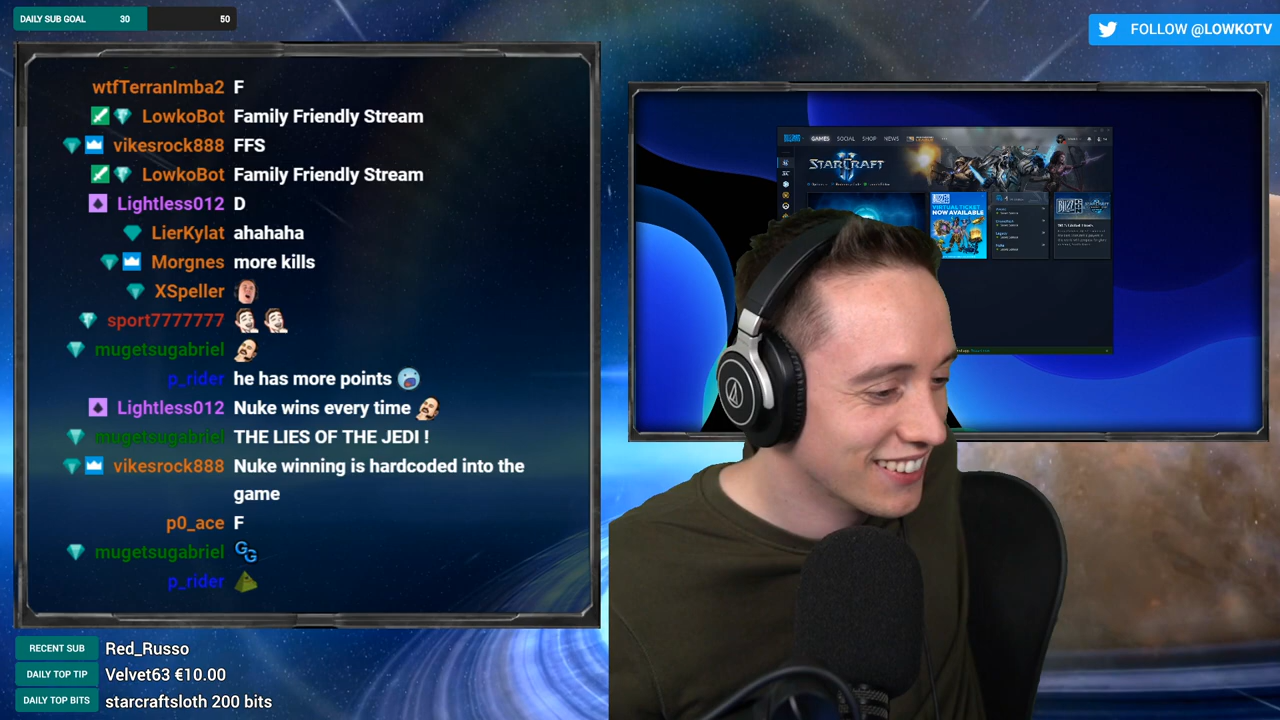 DAILY SUB GOAL 30 50
FOLLOW @LOWKOTV
wtfTerranImba2 F
LowkoBot Family Friendly Stream
vikesrock888 FFS
LowkoBot Family Friendly Stream
Lightless012 D
LierKylat ahahaha
Morgnes more kills
XSpeller
sport7777777
mugetsugabriel
p_rider he has more points
Lightless012 Nuke wins every time
mugetsugabriel THE LIES OF THE JEDI !
vikesrock888 Nuke winning is hardcoded into the
game
p0_ace F
mugetsugabriel GG
p_rider
RECENT SUB Red_Russo
DAILY TOP TIP Velvet63 €10.00
DAILY TOP BITS starcraftsloth 200 bits
GAMES SOCIAL SHOP NEWS
STARCRAFT II
VIRTUAL TICKET
NOW AVAILABLE